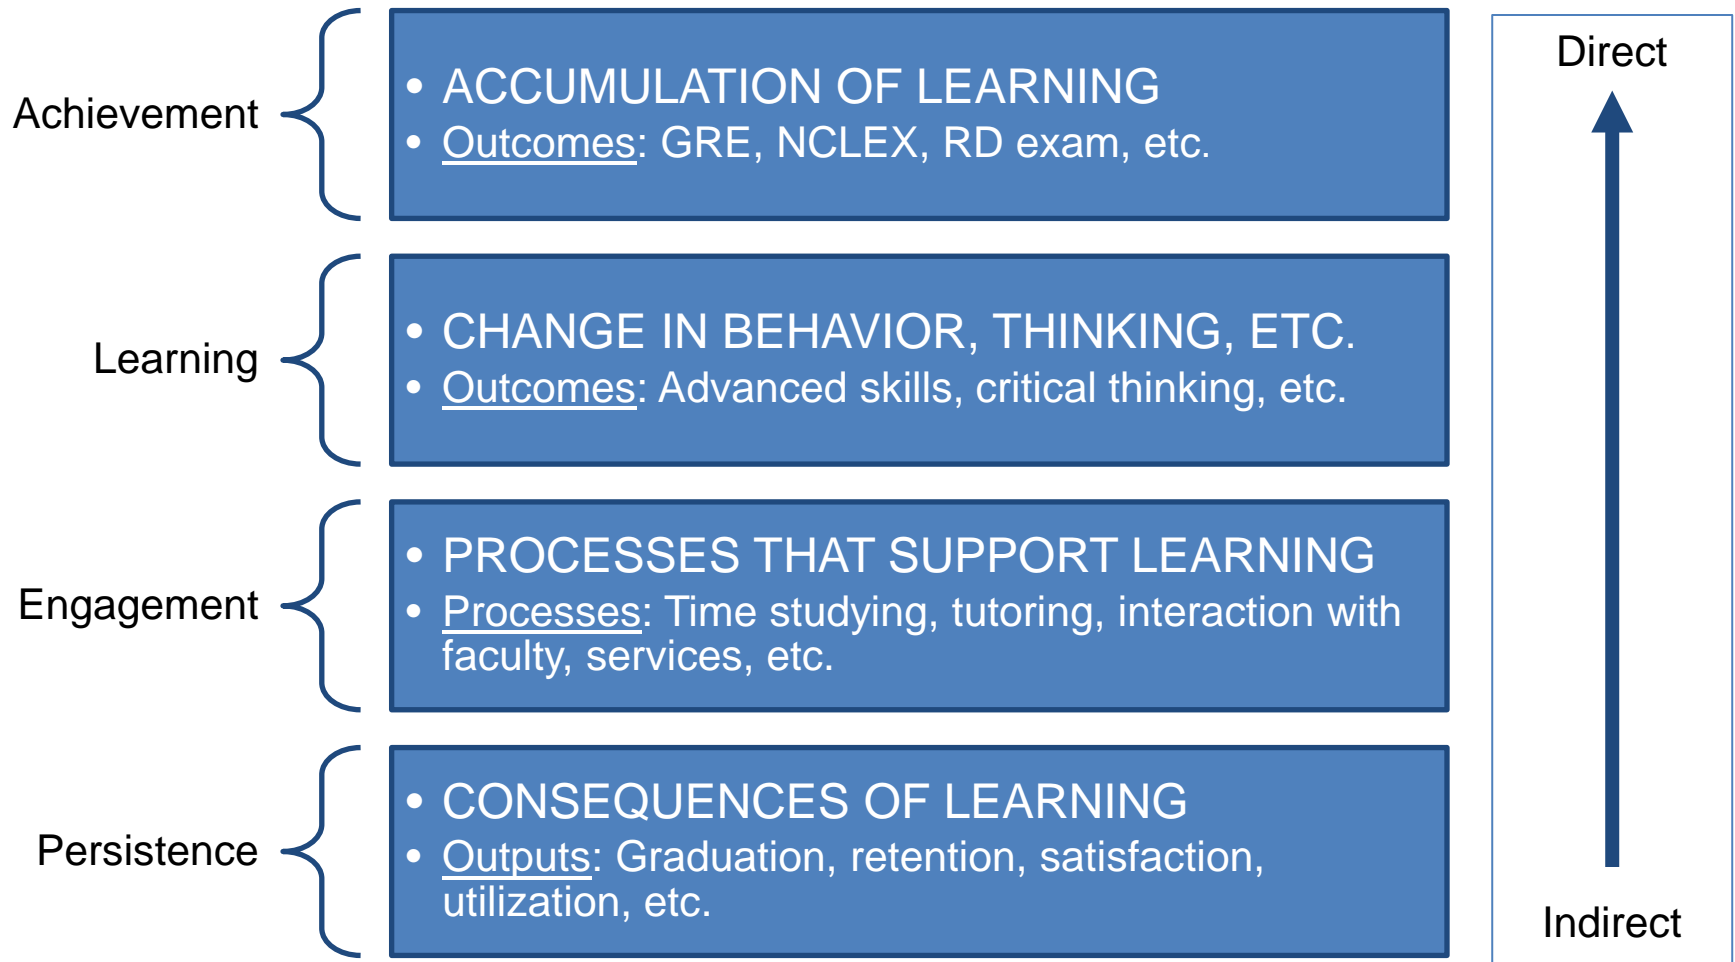 Achievement
• ACCUMULATION OF LEARNING
• Outcomes: GRE, NCLEX, RD exam, etc.
Learning
• CHANGE IN BEHAVIOR, THINKING, ETC.
• Outcomes: Advanced skills, critical thinking, etc.
Engagement
• PROCESSES THAT SUPPORT LEARNING
• Processes: Time studying, tutoring, interaction with
faculty, services, etc.
Persistence
• CONSEQUENCES OF LEARNING
• Outputs: Graduation, retention, satisfaction,
utilization, etc.
Direct
Indirect